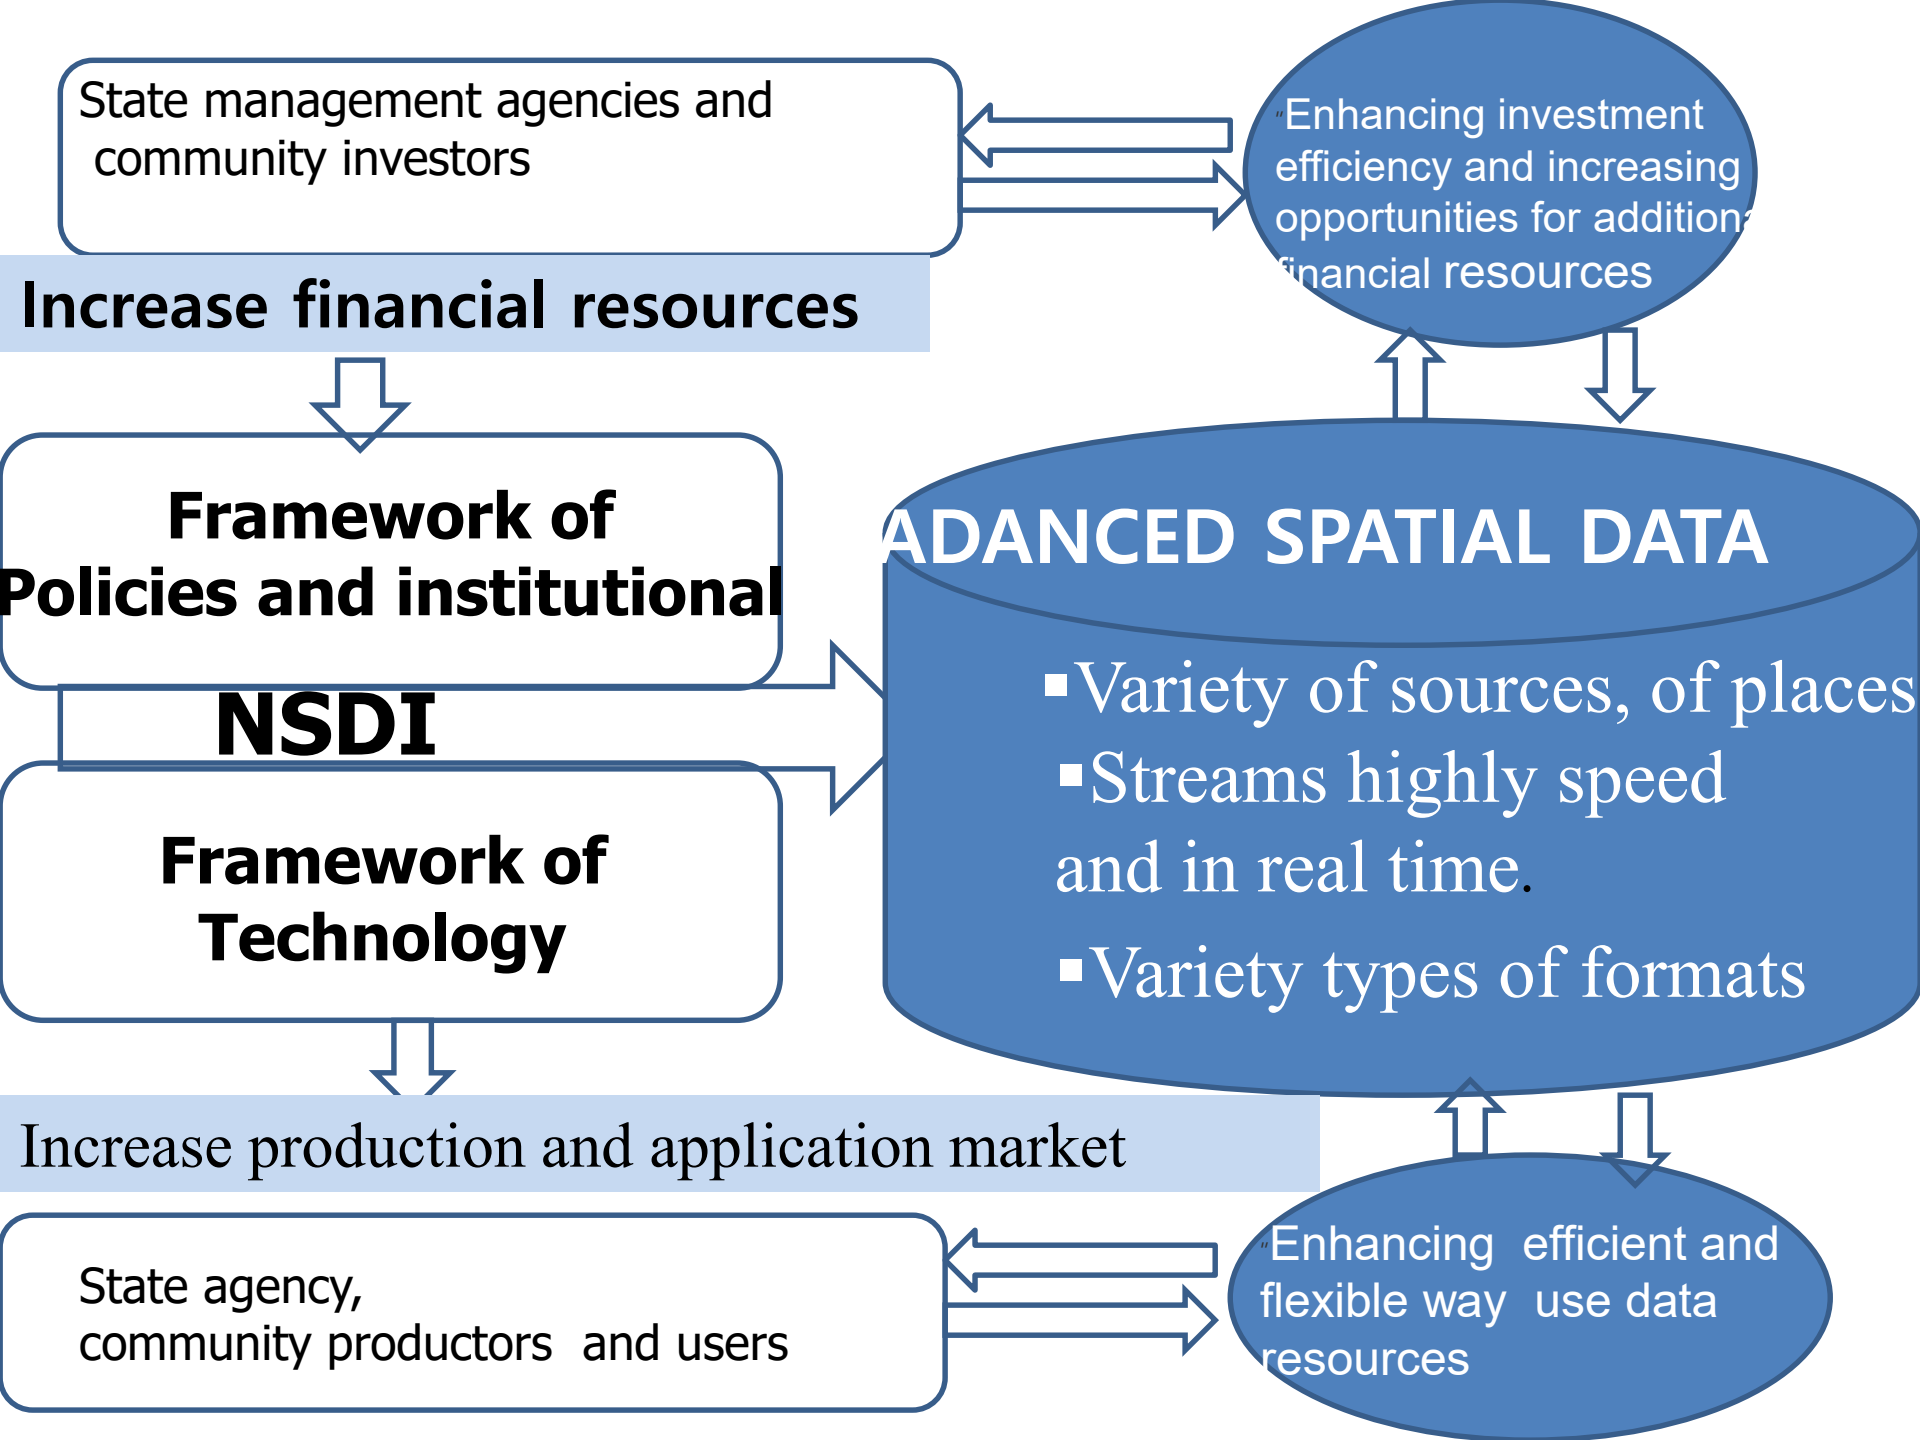 State management agencies and
community investors
"Enhancing investment
efficiency and increasing
opportunities for additiona
financial resources
Increase financial resources
Framework of
Policies and institutional
ADANCED SPATIAL DATA
▪Variety of sources, of places
▪Streams highly speed
and in real time.
▪Variety types of formats
NSDI
Framework of
Technology
Increase production and application market
State agency,
community productors and users
"Enhancing efficient and
flexible way use data
resources